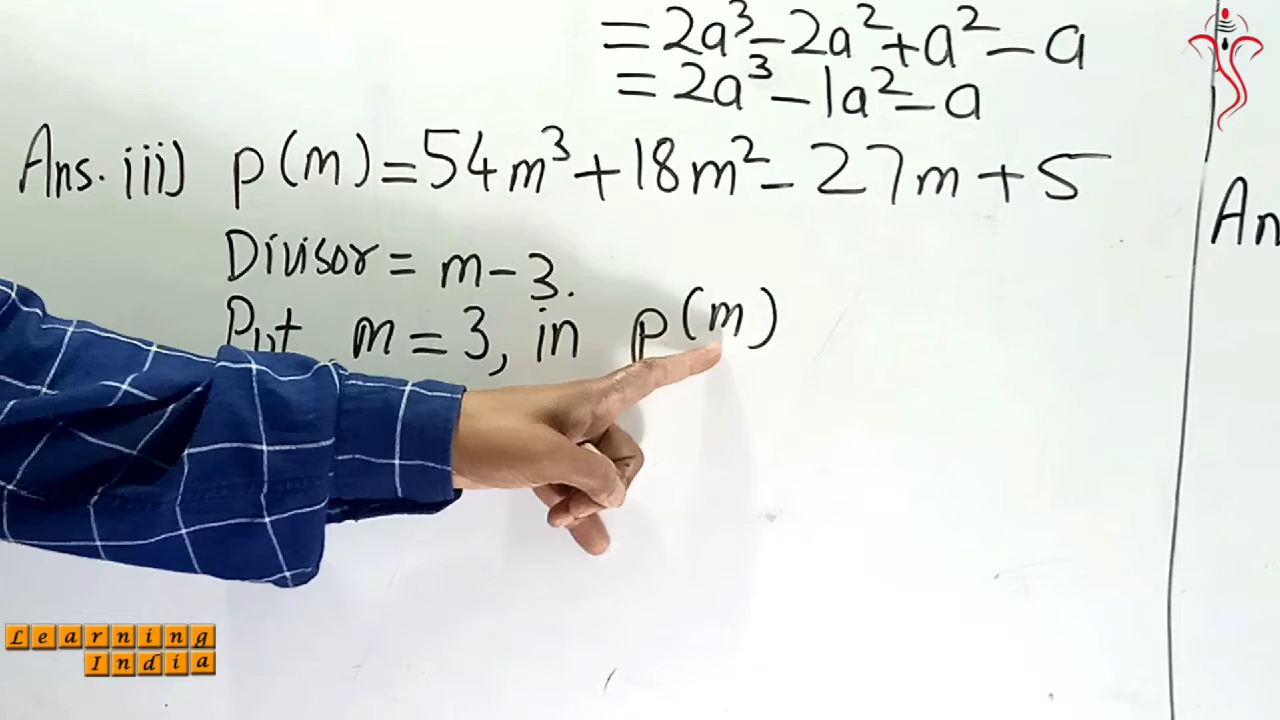 = 2a³ - 2a² + a² - a
= 2a³ - 1a² - a
Ans. iii) p(m) = 54m³ + 18m² - 27m + 5
Divisor = m - 3.
Put m = 3, in p(m)
An
Learning
India